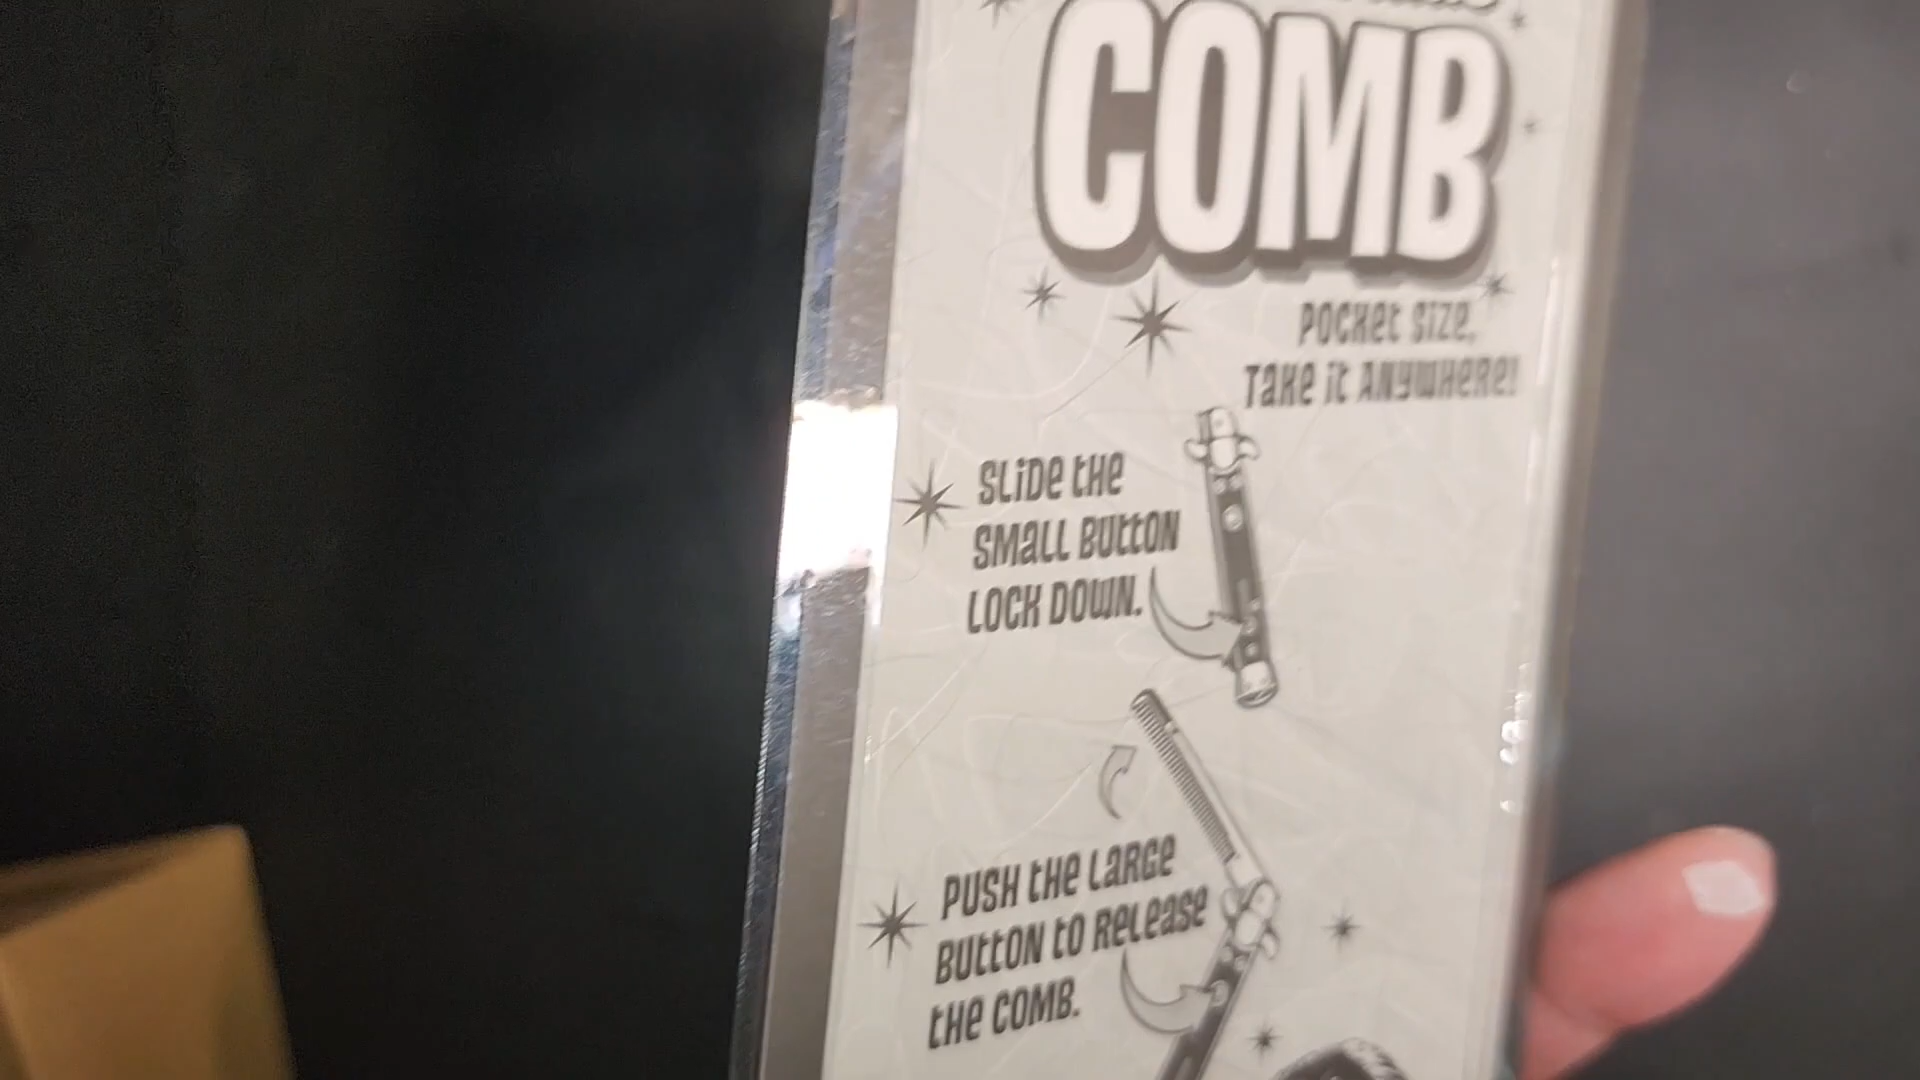 COMB
POCKet SiZe,
Take it ANYWHERE!
SLiDe tHe
SMaLL BUttON
LOCK DOWN.
PUSH tHe LaRGe
BUttON tO ReLeaSe
tHe COMB.